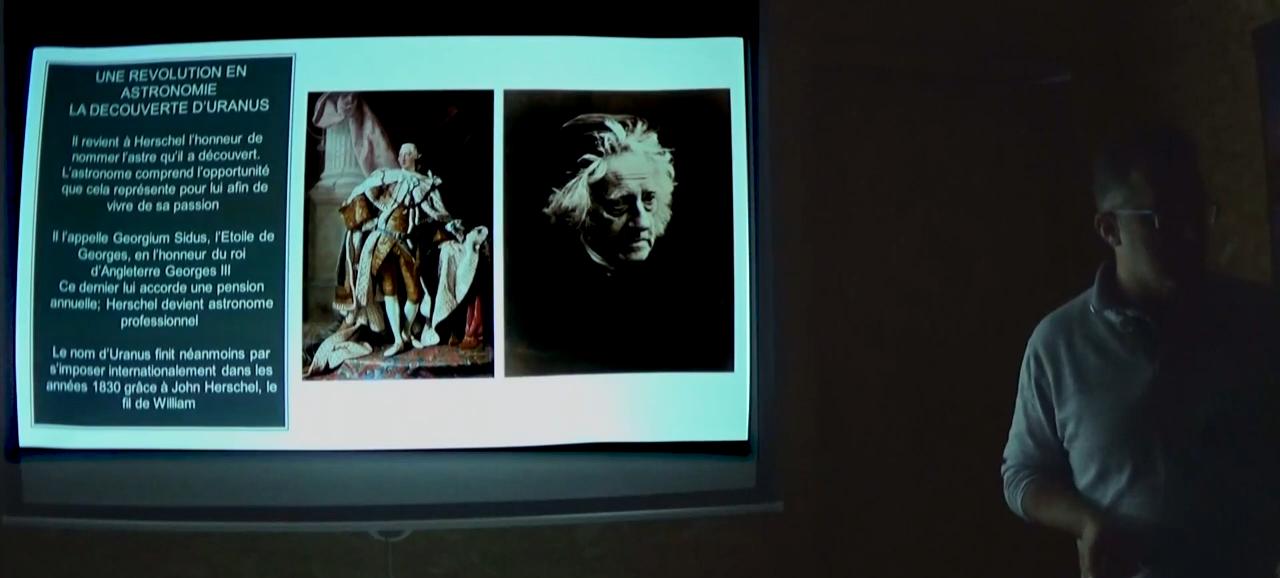 UNE REVOLUTION EN
ASTRONOMIE
LA DECOUVERTE D'URANUS
Il revient à Herschel l'honneur de
nommer l'astre qu'il a découvert.
L'astronome comprend l'opportunité
que cela représente pour lui afin de
vivre de sa passion
Il l'appelle Georgium Sidus, l'Etoile de
Georges, en l'honneur du roi
d'Angleterre Georges III
Ce dernier lui accorde une pension
annuelle; Herschel devient astronome
professionnel
Le nom d'Uranus finit néanmoins par
s'imposer internationalement dans les
années 1830 grâce à John Herschel, le
fil de William